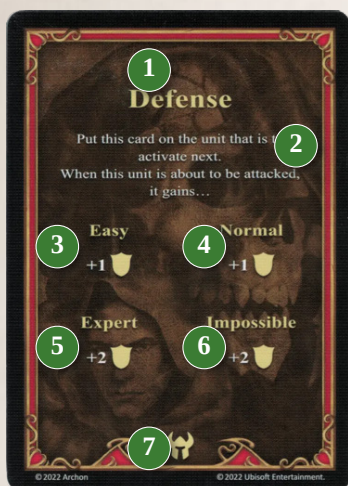 1
Defense
Put this card on the unit that is
2
activate next.
When this unit is about to be attacked,
it gains…
3
Easy
+1
4
Normal
+1
5
Expert
+2
6
Impossible
+2
7
© 2022 Archon
© 2022 Ubisoft Entertainment.